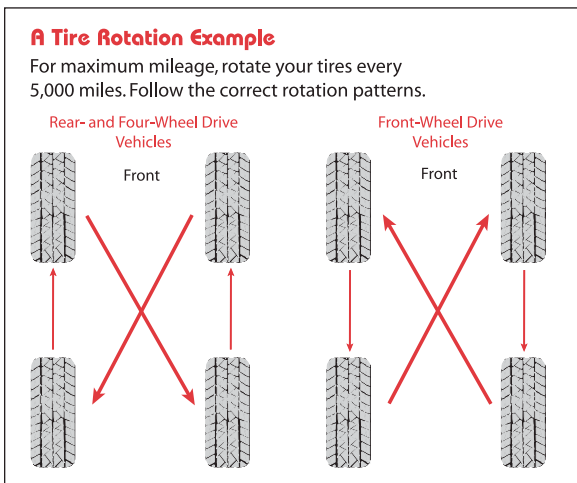 A Tire Rotation Example
For maximum mileage, rotate your tires every
5,000 miles. Follow the correct rotation patterns.
Rear- and Four-Wheel Drive
Vehicles
Front
Front-Wheel Drive
Vehicles
Front